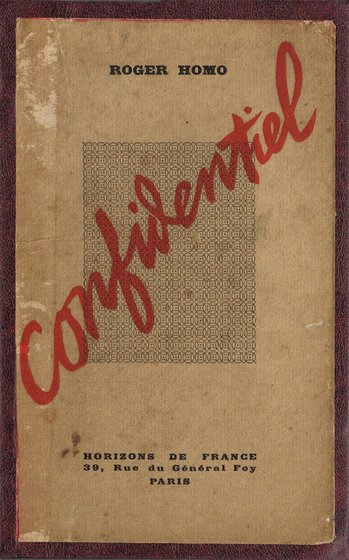 ROGER HOMO
Confidentiel
HORIZONS DE FRANCE
39, Rue du Général Foy
PARIS